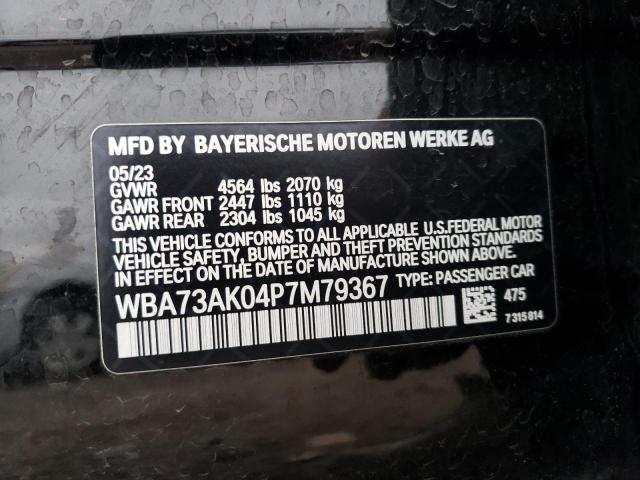 MFD BY BAYERISCHE MOTOREN WERKE AG
05/23
GVWR 4564 lbs 2070 kg
GAWR FRONT 2447 lbs 1110 kg
GAWR REAR 2304 lbs 1045 kg
THIS VEHICLE CONFORMS TO ALL APPLICABLE U.S.FEDERAL MOTOR
VEHICLE SAFETY, BUMPER AND THEFT PREVENTION STANDARDS
IN EFFECT ON THE DATE OF MANUFACTURE SHOWN ABOVE.
WBA73AK04P7M79367 TYPE: PASSENGER CAR
475
7315814